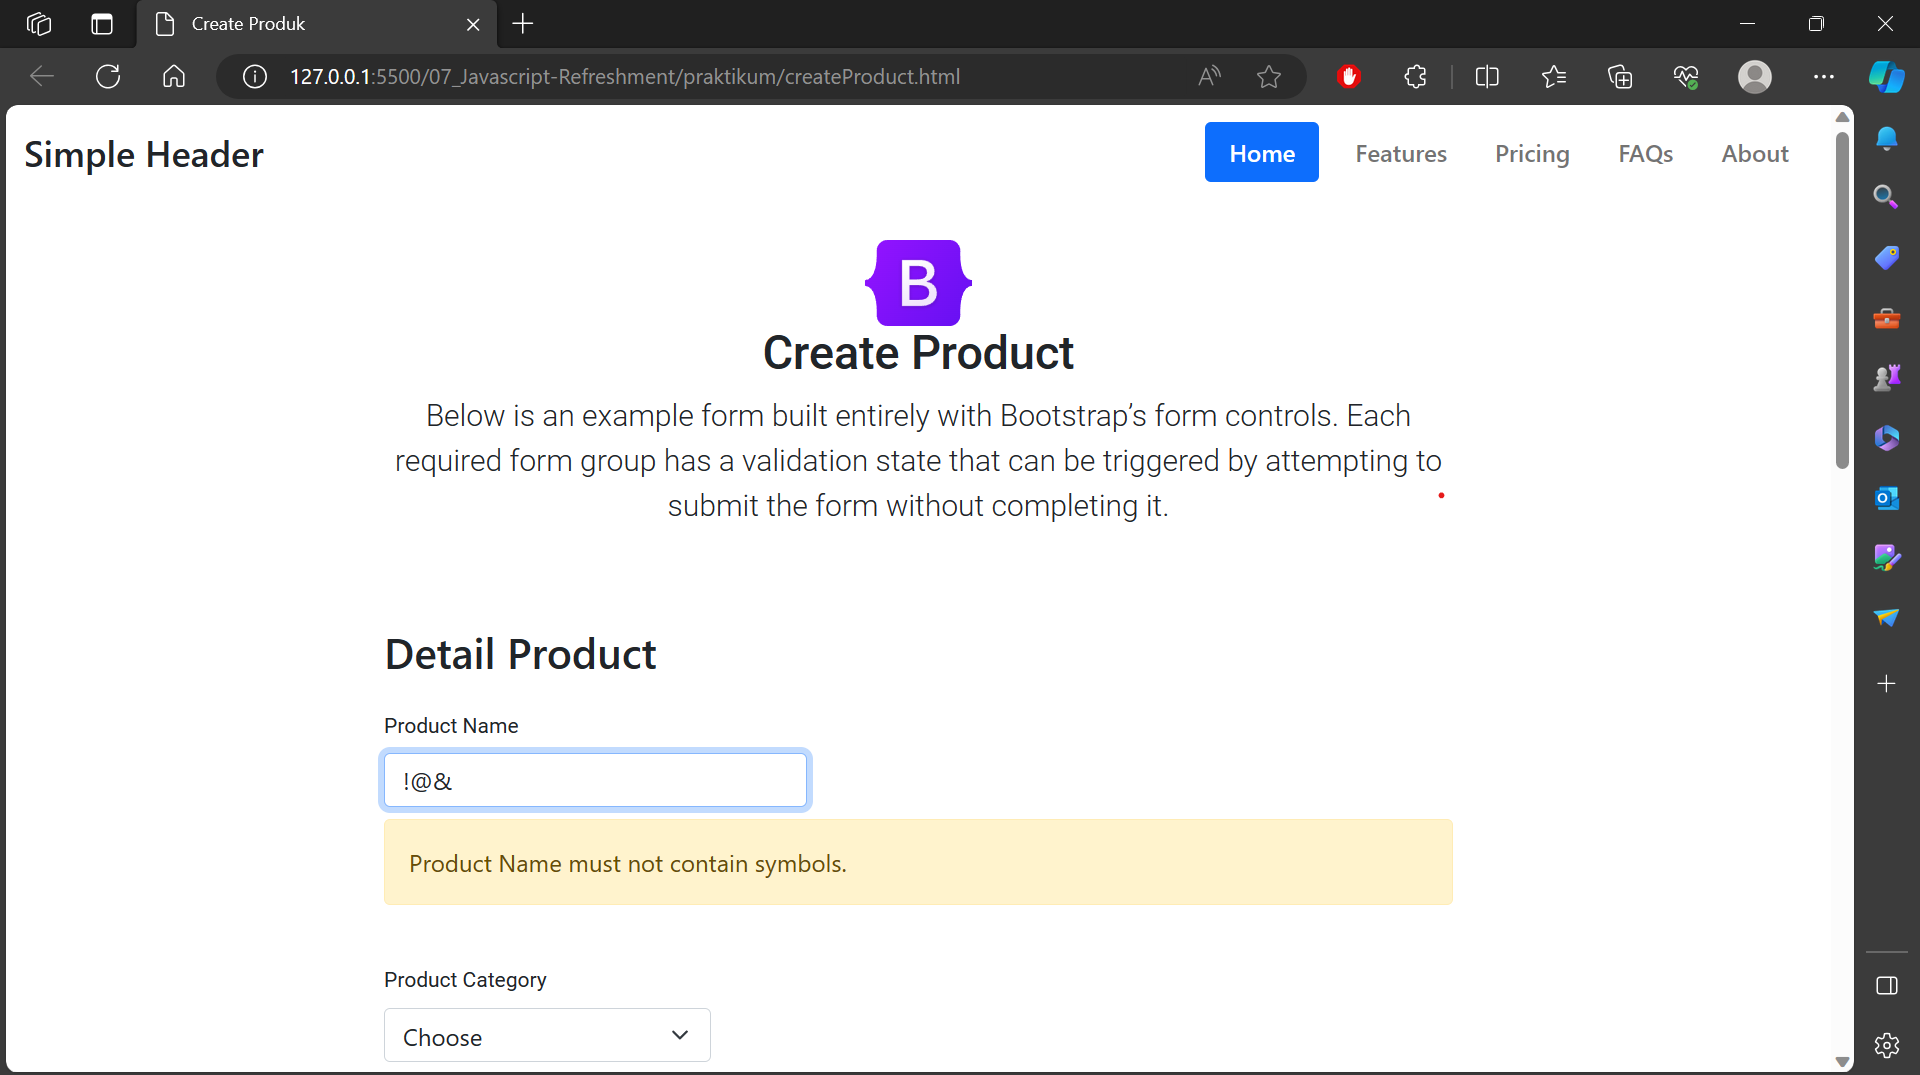 Create Produk
127.0.0.1:5500/07_Javascript-Refreshment/praktikum/createProduct.html
Simple Header
Home Features Pricing FAQs About
B
Create Product
Below is an example form built entirely with Bootstrap’s form controls. Each
required form group has a validation state that can be triggered by attempting to
submit the form without completing it.
Detail Product
Product Name
!@&
Product Name must not contain symbols.
Product Category
Choose